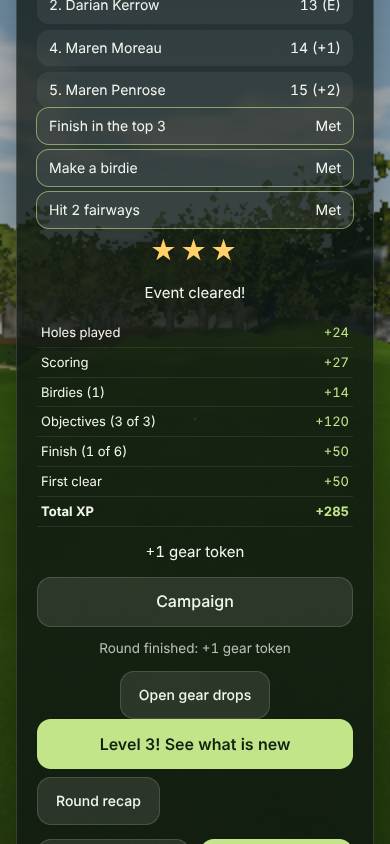 2. Darian Kerrow 13 (E)
4. Maren Moreau 14 (+1)
5. Maren Penrose 15 (+2)
Finish in the top 3 Met
Make a birdie Met
Hit 2 fairways Met
Event cleared!
Holes played +24
Scoring +27
Birdies (1) +14
Objectives (3 of 3) +120
Finish (1 of 6) +50
First clear +50
Total XP +285
+1 gear token
Campaign
Round finished: +1 gear token
Open gear drops
Level 3! See what is new
Round recap